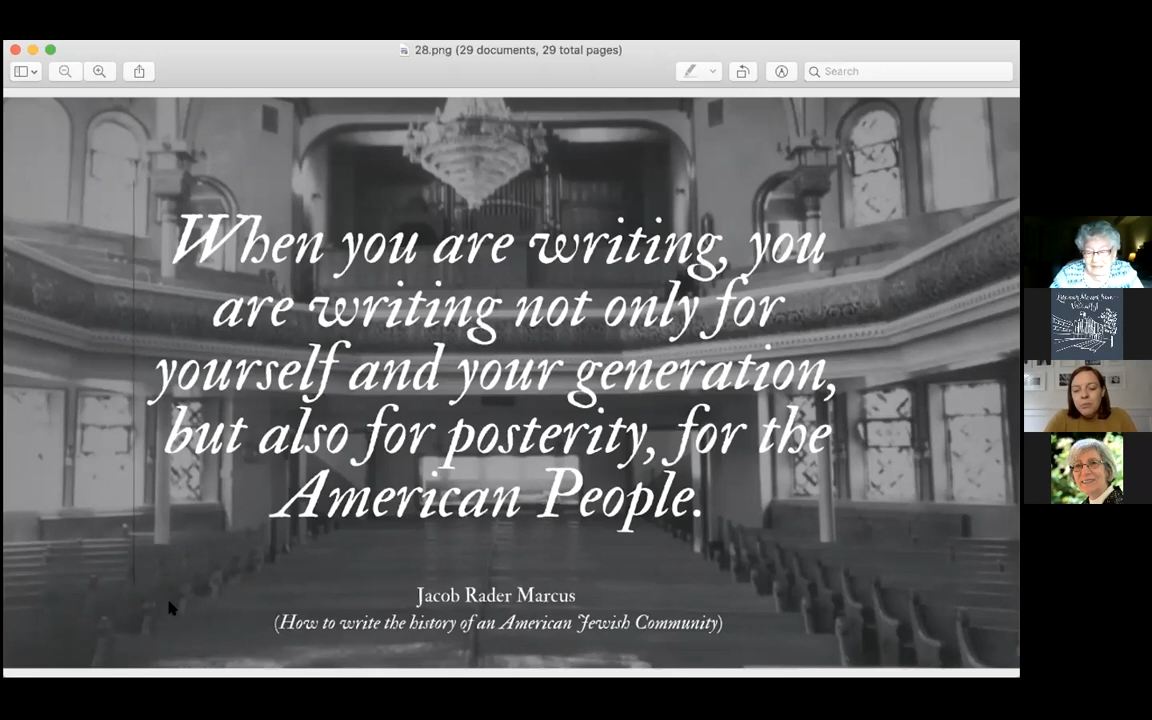 28.png (29 documents, 29 total pages)
Search
When you are writing, you
are writing not only for
yourself and your generation,
but also for posterity, for the
American People.
Jacob Rader Marcus
(How to write the history of an American Jewish Community)